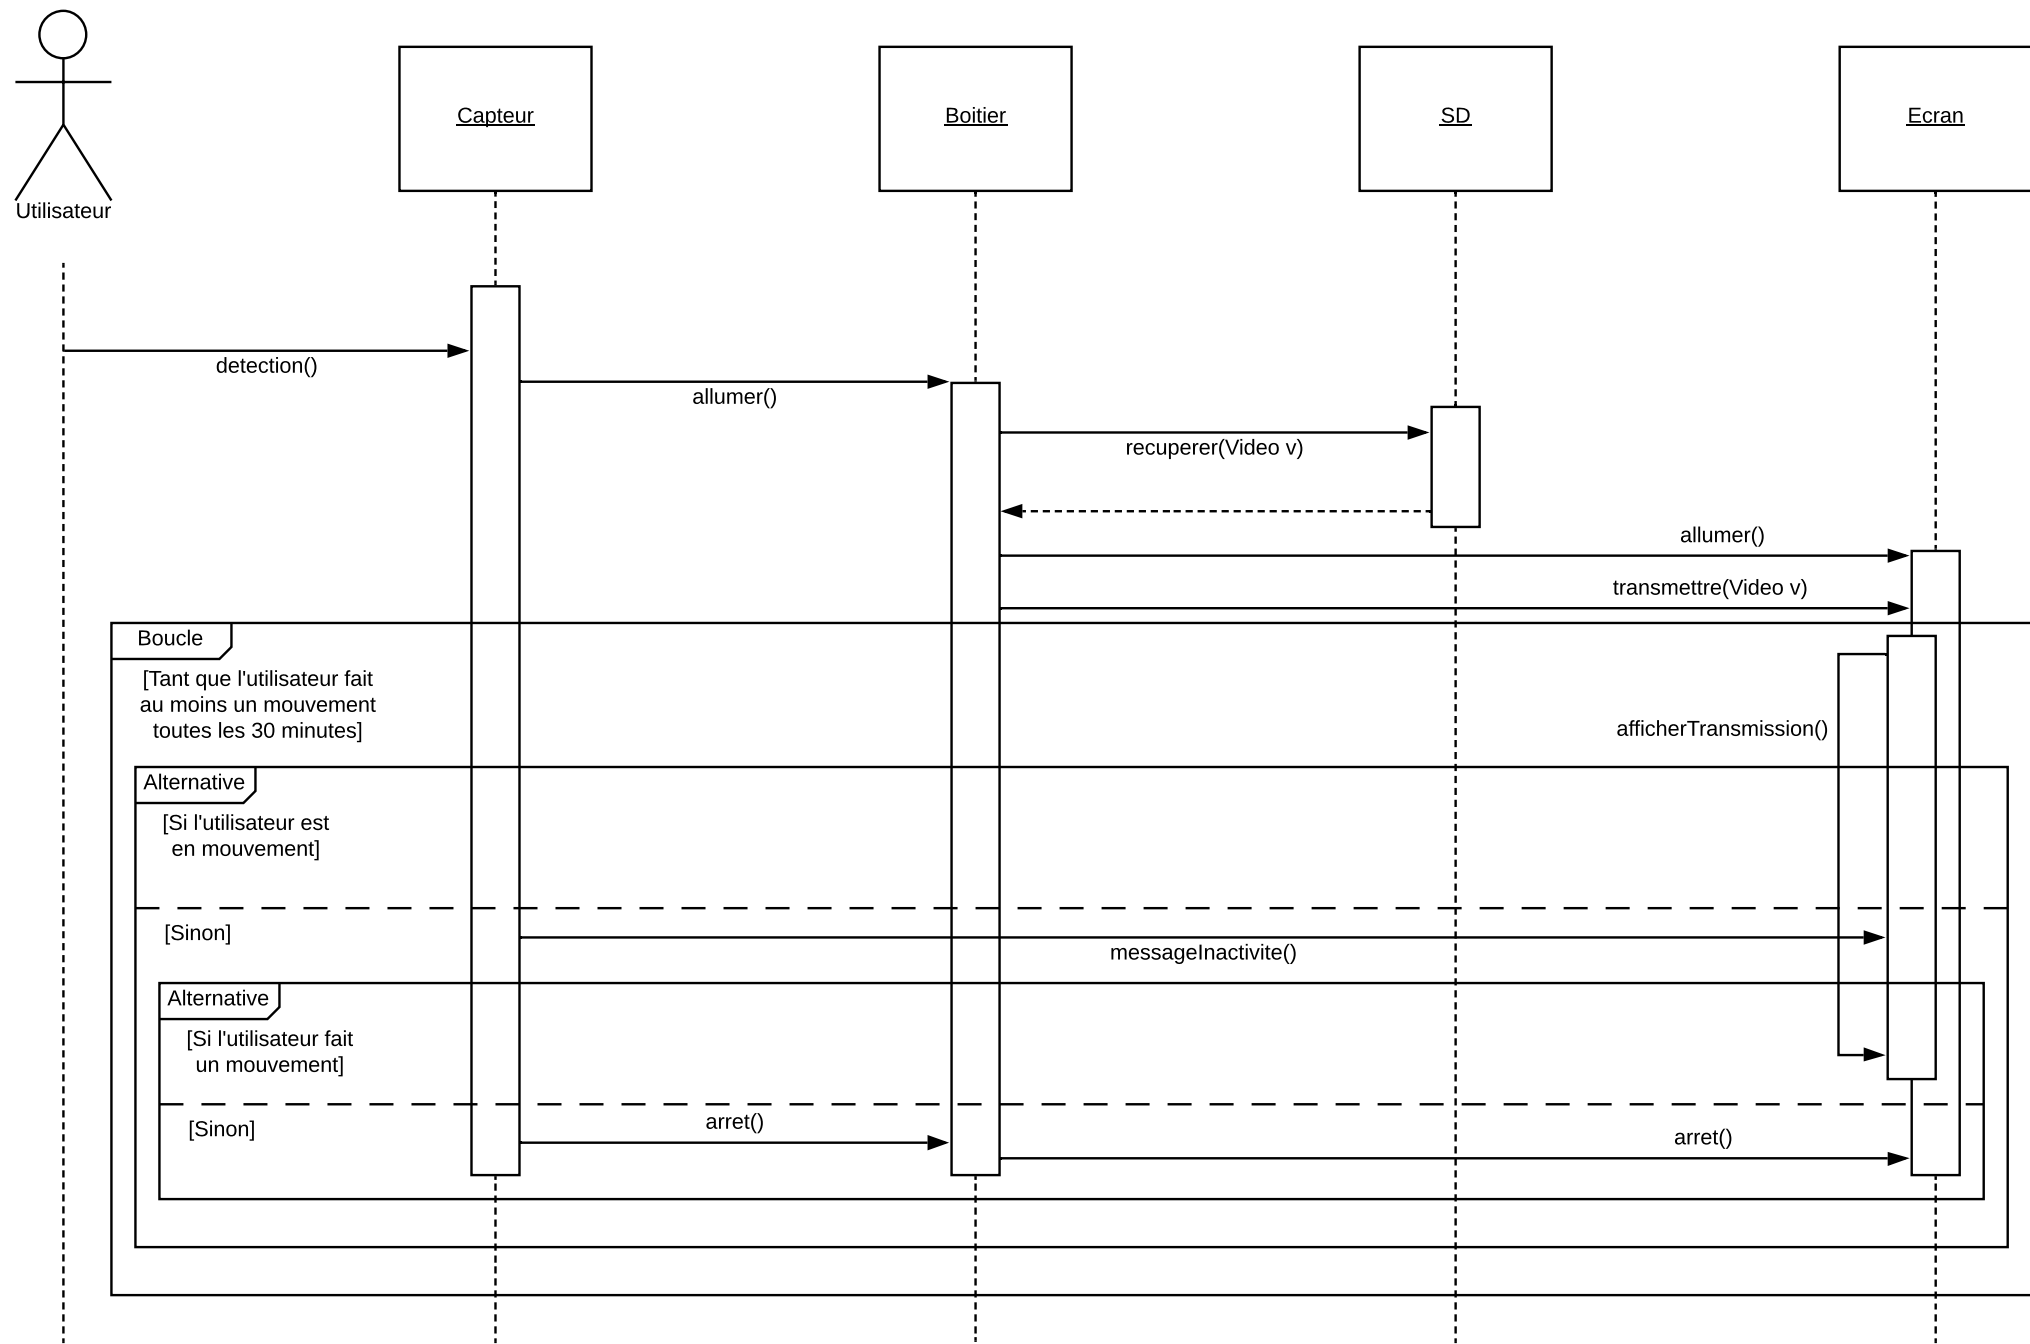 Capteur
Boitier
SD
Ecran
Utilisateur
detection()
allumer()
recuperer(Video v)
allumer()
transmettre(Video v)
Boucle
[Tant que l'utilisateur fait
au moins un mouvement
toutes les 30 minutes]
afficherTransmission()
Alternative
[Si l'utilisateur est
en mouvement]
[Sinon]
messageInactivite()
Alternative
[Si l'utilisateur fait
un mouvement]
[Sinon]
arret()
arret()